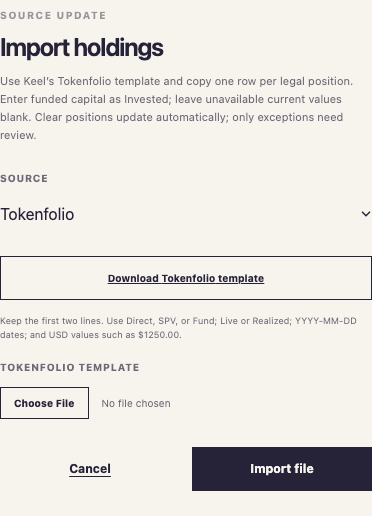 SOURCE UPDATE
Import holdings
Use Keel's Tokenfolio template and copy one row per legal position.
Enter funded capital as Invested; leave unavailable current values
blank. Clear positions update automatically; only exceptions need
review.
SOURCE
Tokenfolio
Download Tokenfolio template
Keep the first two lines. Use Direct, SPV, or Fund; Live or Realized; YYYY-MM-DD
dates; and USD values such as $1250.00.
TOKENFOLIO TEMPLATE
Choose File No file chosen
Cancel Import file